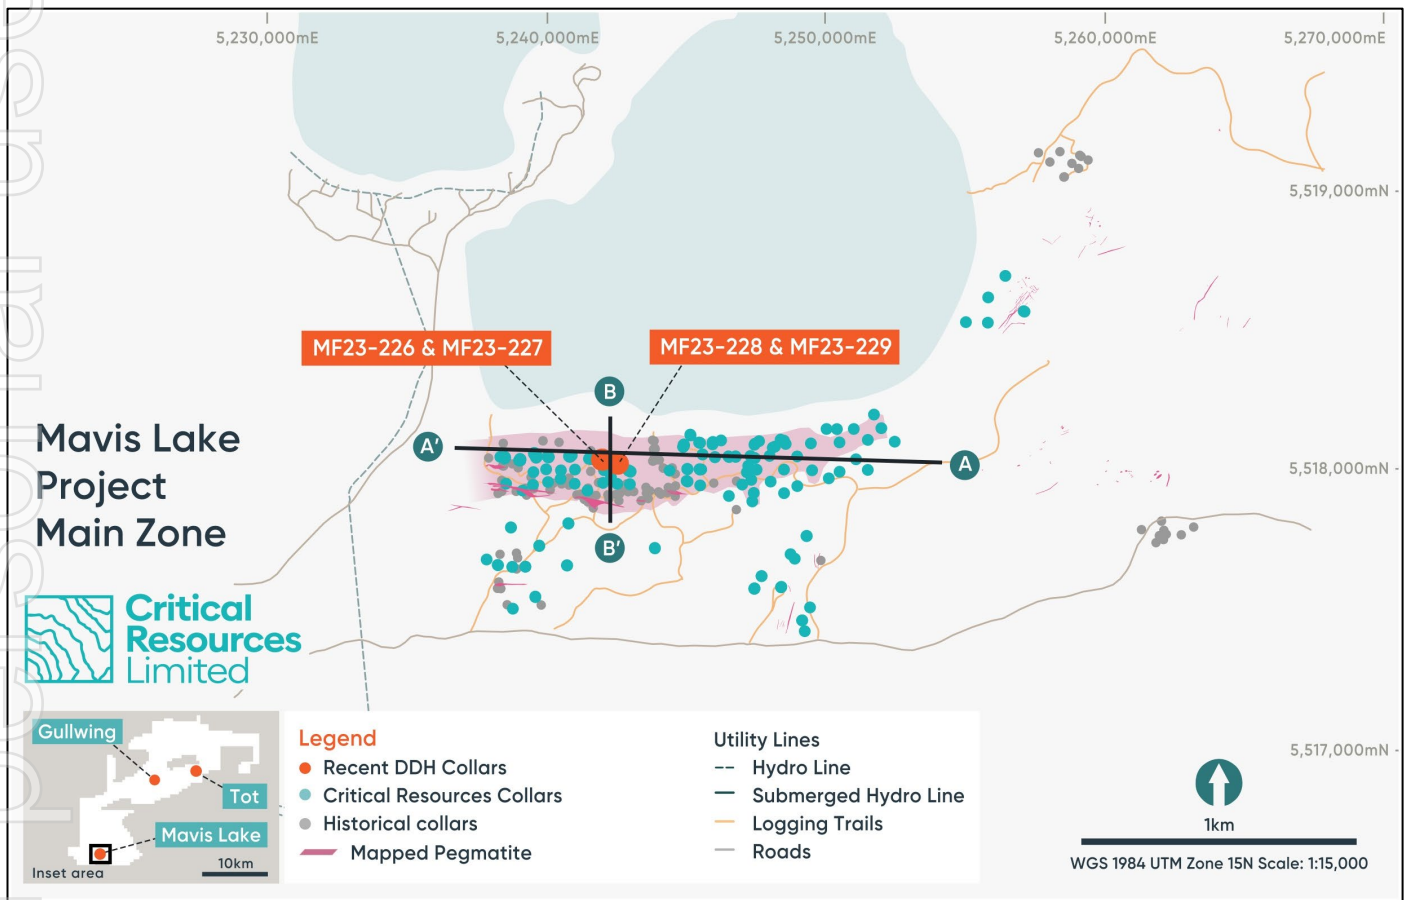 5,230,000mE
5,240,000mE
5,250,000mE
5,260,000mE
5,270,000mE
5,519,000mN
MF23-226 & MF23-227
MF23-228 & MF23-229
B
A'
A
5,518,000mN
B'
Mavis Lake
Project
Main Zone
Critical
Resources
Limited
5,517,000mN
Gullwing
Tot
Mavis Lake
10km
Inset area
Legend
Recent DDH Collars
Critical Resources Collars
Historical collars
Mapped Pegmatite
Utility Lines
Hydro Line
Submerged Hydro Line
Logging Trails
Roads
1km
WGS 1984 UTM Zone 15N Scale: 1:15,000